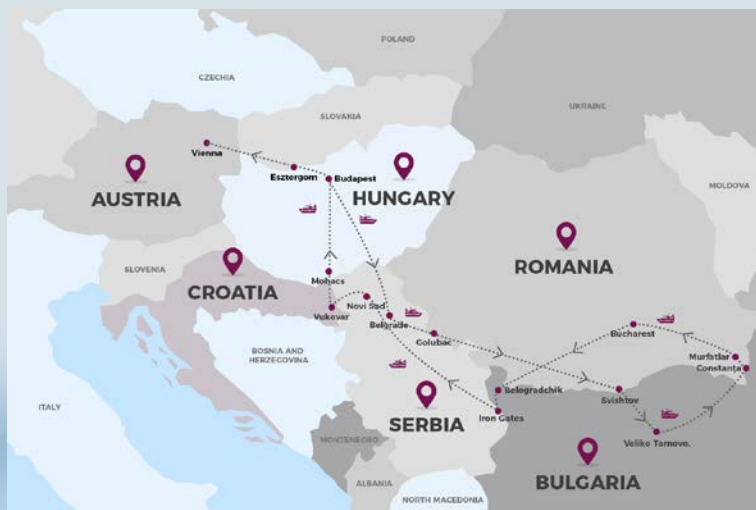 POLAND
CZECHIA
UKRAINE
SLOVAKIA
Vienna
Esztergom
Budapest
MOLDOVA
AUSTRIA
HUNGARY
SLOVENIA
ROMANIA
CROATIA
Mohacs
Novi Sad
Vukovar
Belgrade
Golubac
Bucharest
BOSNIA AND
HERZEGOVINA
Murfatlar
Constanța
Belogradchik
Svishtov
ITALY
Iron Gates
SERBIA
MONTENEGRO
Veliko Tarnovo.
ALBANIA
BULGARIA
NORTH MACEDONIA